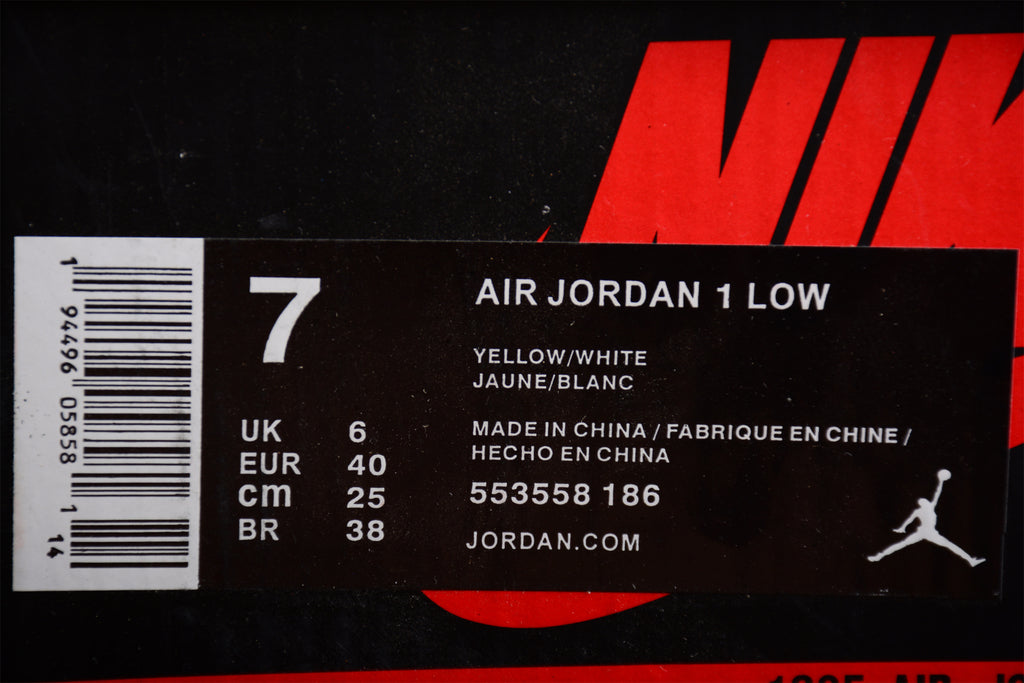 NIK
1 94496 05858 1 14
7
AIR JORDAN 1 LOW
YELLOW/WHITE
JAUNE/BLANC
UK 6
EUR 40
cm 25
BR 38
MADE IN CHINA / FABRIQUE EN CHINE /
HECHO EN CHINA
553558 186
JORDAN.COM